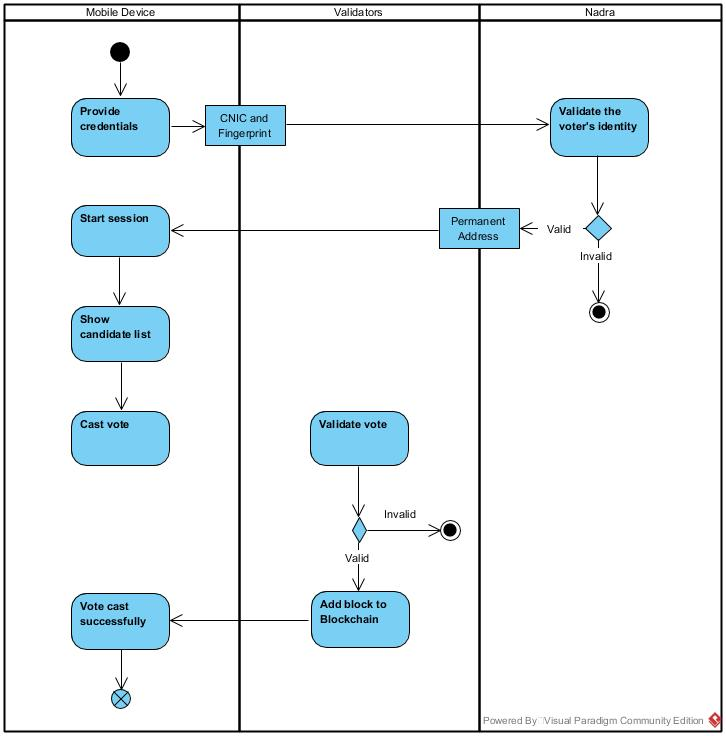 Mobile Device
Validators
Nadra
Provide
credentials
CNIC and
Fingerprint
Validate the
voter's identity
Start session
Permanent
Address
Valid
Invalid
Show
candidate list
Cast vote
Validate vote
Invalid
Valid
Vote cast
successfully
Add block to
Blockchain
Powered By Visual Paradigm Community Edition